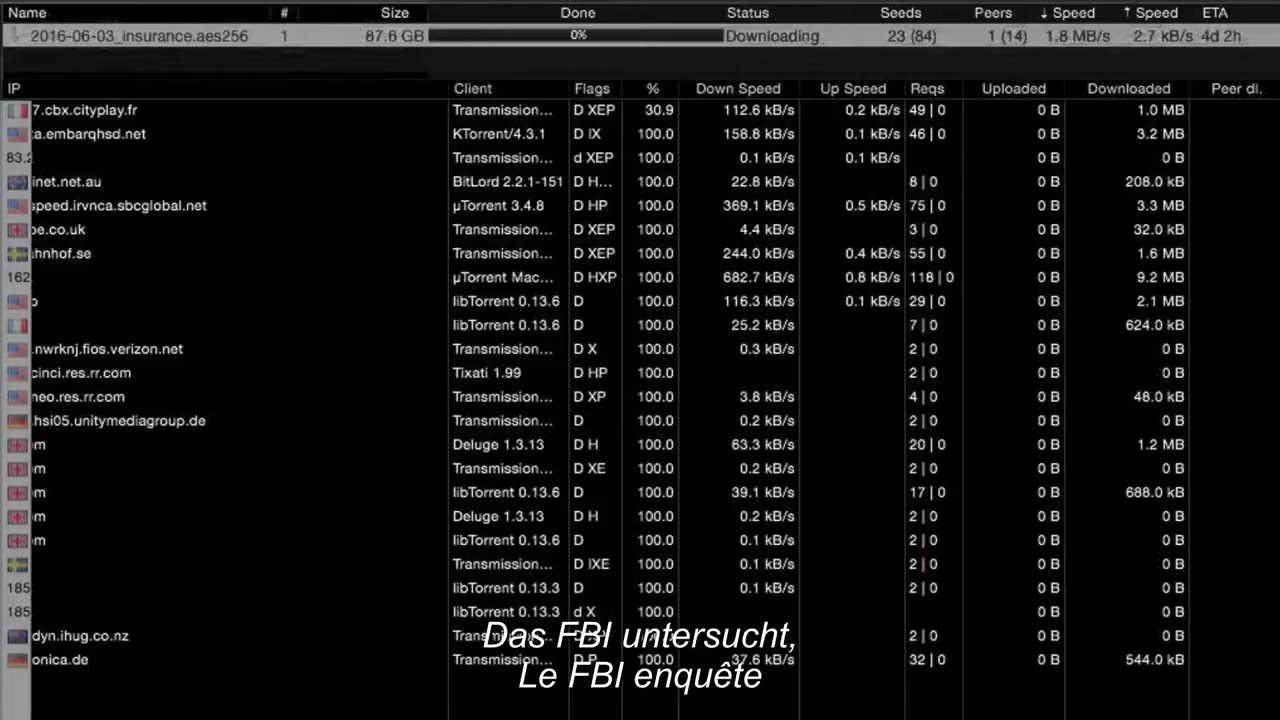 Name # Size Done Status Seeds Peers ↓ Speed ↑ Speed ETA
2016-06-03_insurance.aes256 1 87.6 GB 0% Downloading 23 (84) 1 (14) 1.8 MB/s 2.7 kB/s 4d 2h
IP Client Flags % Down Speed Up Speed Reqs Uploaded Downloaded Peer dl.
7.cbx.cityplay.fr Transmission... D XEP 30.9 112.6 kB/s 0.2 kB/s 49 | 0 0 B 1.0 MB
ta.embarqhsd.net KTorrent/4.3.1 D IX 100.0 158.8 kB/s 0.1 kB/s 46 | 0 0 B 3.2 MB
83.2 Transmission... d XEP 100.0 0.1 kB/s 0.1 kB/s 0 B 0 B
inet.net.au BitLord 2.2.1-151 D H... 100.0 22.8 kB/s 8 | 0 0 B 208.0 kB
speed.irvnca.sbcglobal.net µTorrent 3.4.8 D HP 100.0 369.1 kB/s 0.5 kB/s 75 | 0 0 B 3.3 MB
be.co.uk Transmission... D XEP 100.0 4.4 kB/s 3 | 0 0 B 32.0 kB
ahnhof.se Transmission... D XEP 100.0 244.0 kB/s 0.4 kB/s 55 | 0 0 B 1.6 MB
162 µTorrent Mac... D HXP 100.0 682.7 kB/s 0.8 kB/s 118 | 0 0 B 9.2 MB
libTorrent 0.13.6 D 100.0 116.3 kB/s 0.1 kB/s 29 | 0 0 B 2.1 MB
libTorrent 0.13.6 D 100.0 25.2 kB/s 7 | 0 0 B 624.0 kB
.nwrknj.fios.verizon.net Transmission... D X 100.0 0.3 kB/s 2 | 0 0 B 0 B
cinci.res.rr.com Tixati 1.99 D HP 100.0 2 | 0 0 B 0 B
neo.res.rr.com Transmission... D XP 100.0 3.8 kB/s 4 | 0 0 B 48.0 kB
.hsi05.unitymediagroup.de Transmission... D 100.0 0.2 kB/s 2 | 0 0 B 0 B
om Deluge 1.3.13 D H 100.0 63.3 kB/s 20 | 0 0 B 1.2 MB
om Transmission... D XE 100.0 0.2 kB/s 2 | 0 0 B 0 B
om libTorrent 0.13.6 D 100.0 39.1 kB/s 17 | 0 0 B 688.0 kB
om Deluge 1.3.13 D H 100.0 0.2 kB/s 2 | 0 0 B 0 B
om libTorrent 0.13.6 D 100.0 0.1 kB/s 2 | 0 0 B 0 B
Transmission... D IXE 100.0 0.1 kB/s 2 | 0 0 B 0 B
185 libTorrent 0.13.3 D 100.0 0.1 kB/s 2 | 0 0 B 0 B
185 libTorrent 0.13.3 d X 100.0 0 B 0 B
dyn.ihug.co.nz 2 | 0 0 B 0 B
onica.de Transmission... D P 37.6 kB/s 32 | 0 0 B 544.0 kB
Das FBI untersucht,
Le FBI enquête